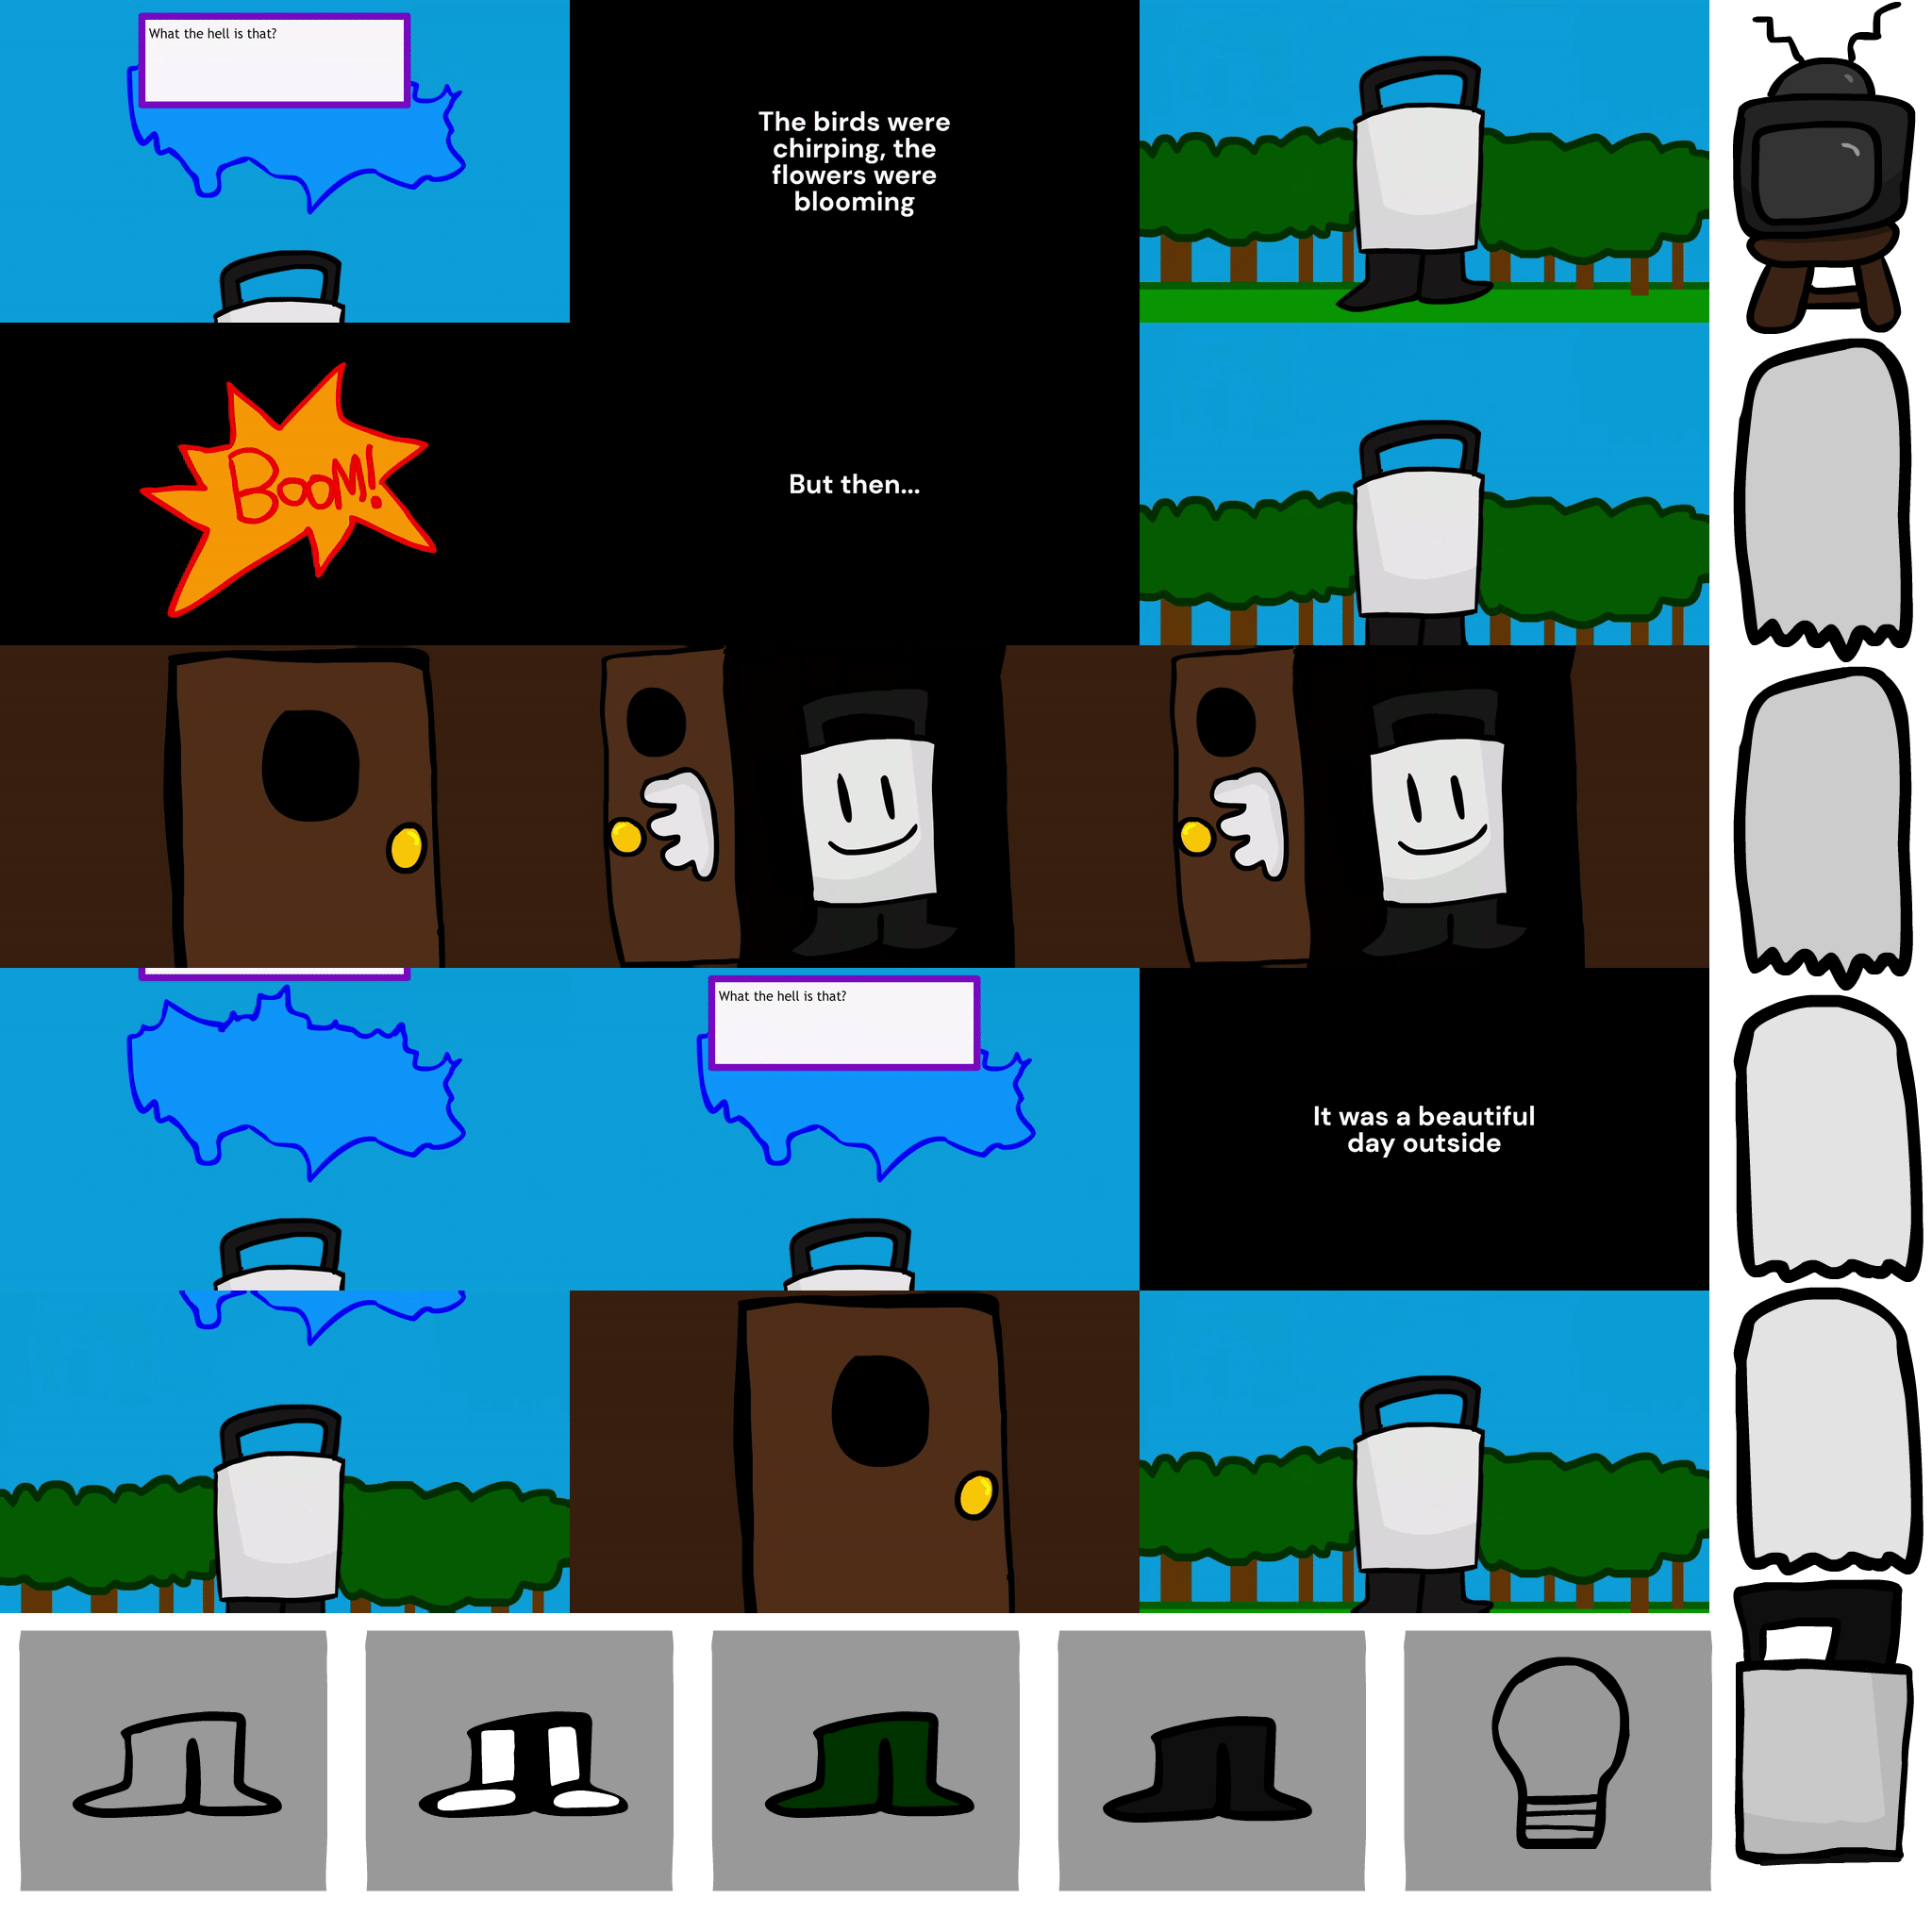 What the hell is that?
The birds were
chirping, the
flowers were
blooming
BOOM!
But then...
What the hell is that?
It was a beautiful
day outside